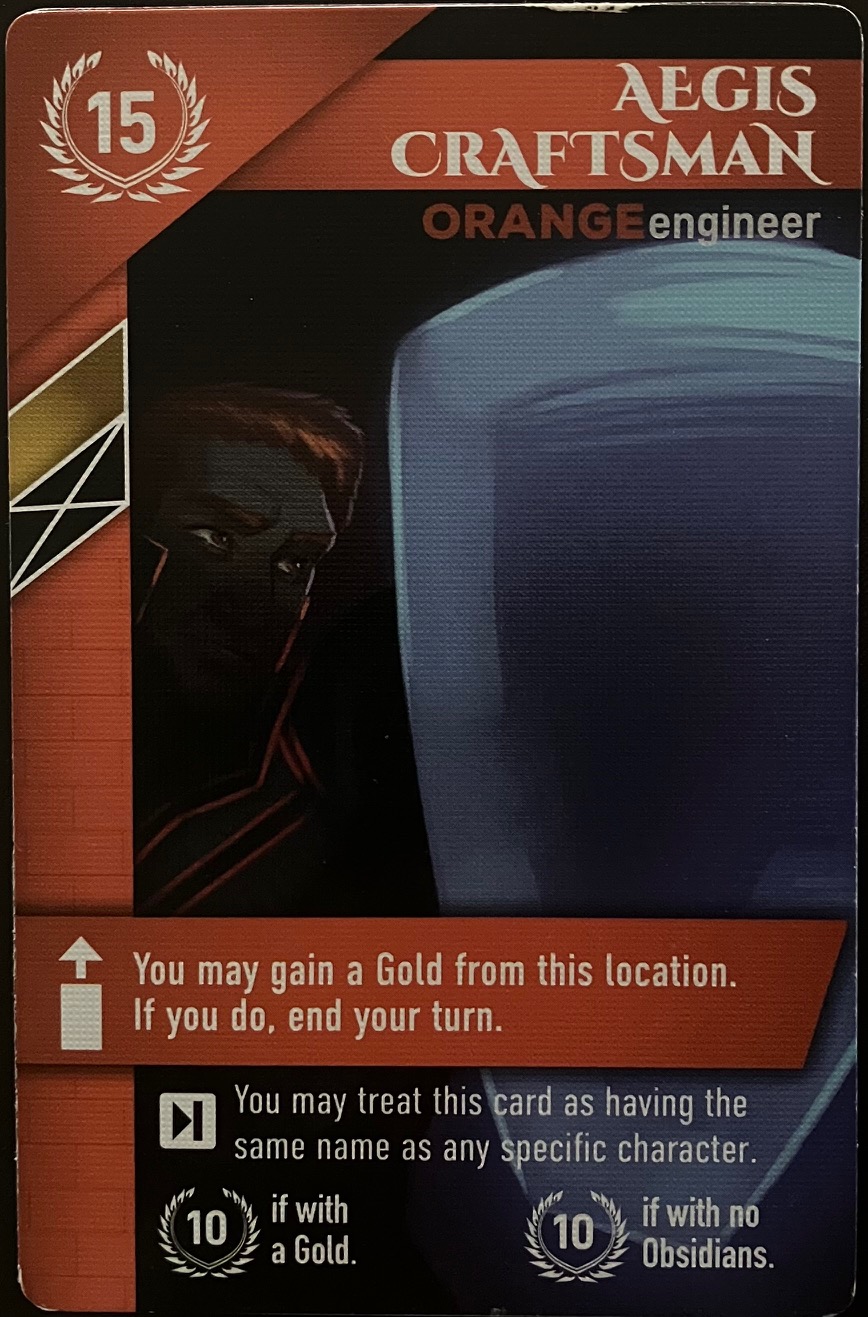 15
AEGIS
CRAFTSMAN
ORANGEengineer
You may gain a Gold from this location.
If you do, end your turn.
You may treat this card as having the
same name as any specific character.
10 if with
a Gold.
10 if with no
Obsidians.